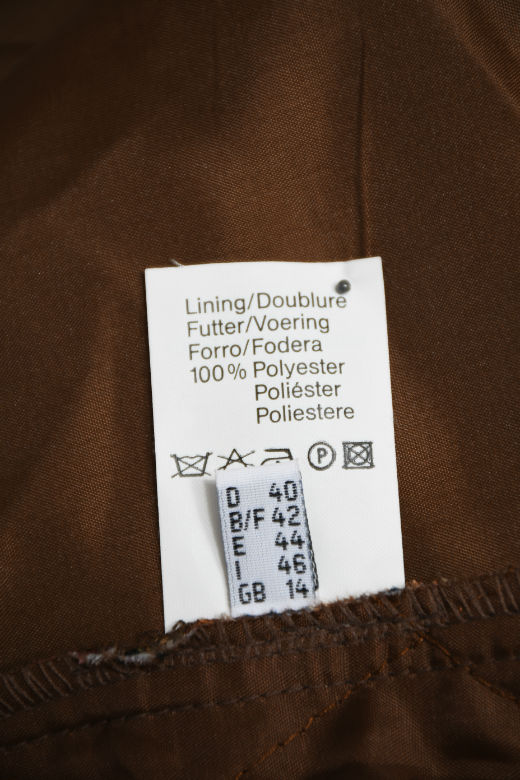 Lining/Doublure
Futter/Voering
Forro/Fodera
100% Polyester
Poliéster
Poliestere
P
D 40
B/F 42
E 44
I 46
GB 14